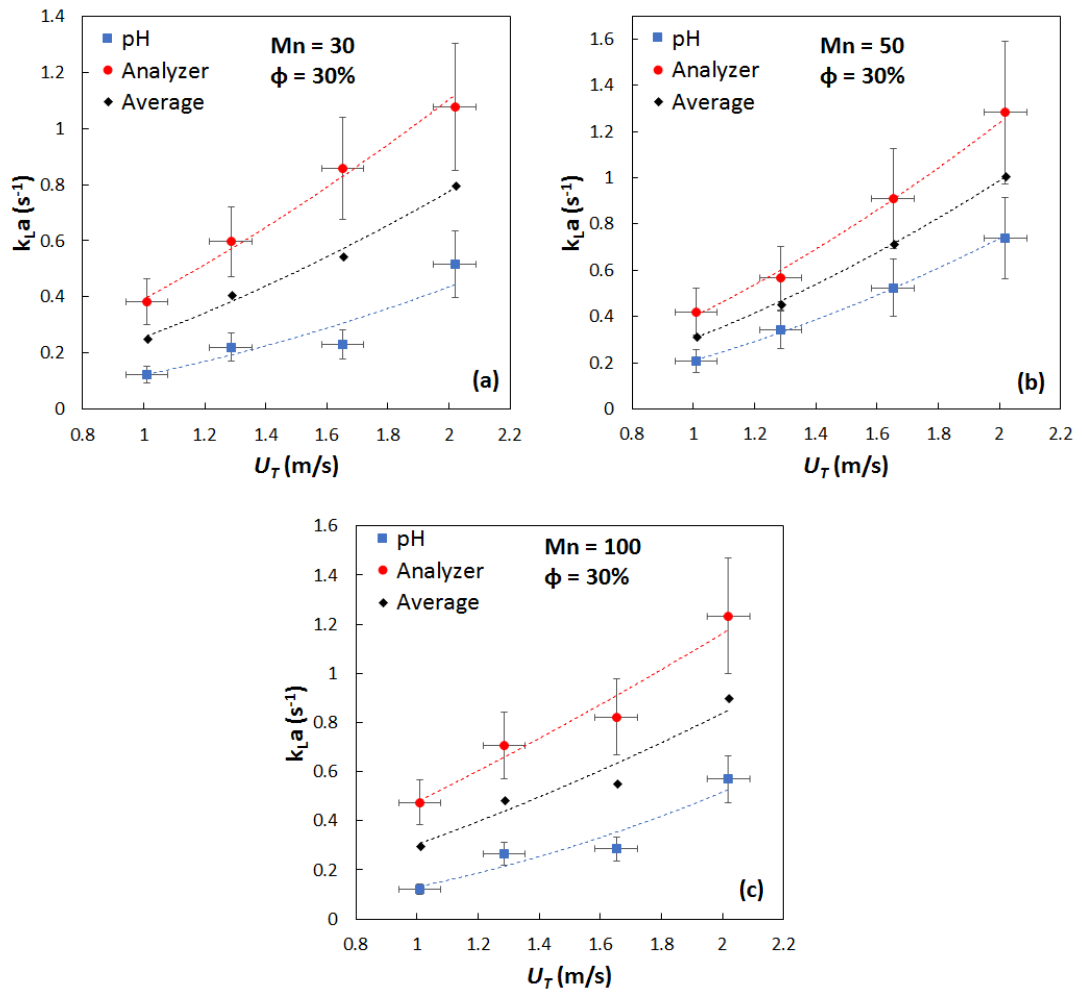 1.4
1.2
1
0.8
0.6
0.4
0.2
0
pH
Analyzer
Average
Mn = 30
ϕ = 30%
(a)
kLa (s⁻¹)
0.8 1 1.2 1.4 1.6 1.8 2 2.2
UT (m/s)
1.6
1.4
1.2
1
0.8
0.6
0.4
0.2
0
pH
Analyzer
Average
Mn = 50
ϕ = 30%
(b)
kLa (s⁻¹)
0.8 1 1.2 1.4 1.6 1.8 2 2.2
UT (m/s)
1.6
1.4
1.2
1
0.8
0.6
0.4
0.2
0
pH
Analyzer
Average
Mn = 100
ϕ = 30%
(c)
kLa (s⁻¹)
0.8 1 1.2 1.4 1.6 1.8 2 2.2
UT (m/s)